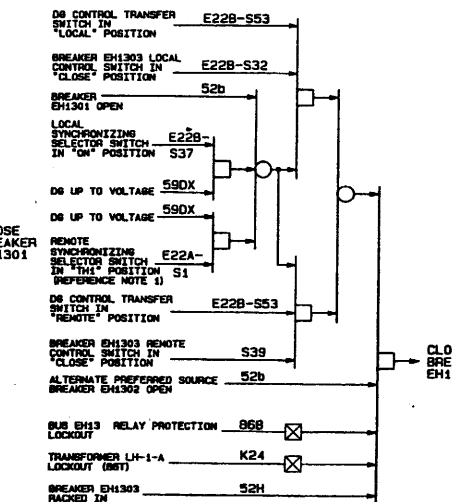 DG CONTROL TRANSFER
SWITCH IN
"LOCAL" POSITION
E22B-S53
BREAKER EH1303 LOCAL
CONTROL SWITCH IN
"CLOSE" POSITION
E22B-S32
BREAKER
EH1301 OPEN
52b
LOCAL
SYNCHRONIZING
SELECTOR SWITCH
IN "ON" POSITION
E22B-
S37
DG UP TO VOLTAGE
59DX
DG UP TO VOLTAGE
59DX
OSE
EAKER
1301
REMOTE
SYNCHRONIZING
SELECTOR SWITCH
IN "TH1" POSITION
(REFERENCE NOTE 1)
E22A-
S1
DG CONTROL TRANSFER
SWITCH IN
"REMOTE" POSITION
E22B-S53
BREAKER EH1303 REMOTE
CONTROL SWITCH IN
"CLOSE" POSITION
S39
CLO
BRE
EH1
ALTERNATE PREFERRED SOURCE
BREAKER EH1302 OPEN
52b
BUS EH13 RELAY PROTECTION
LOCKOUT
86B
TRANSFORMER LH-1-A
LOCKOUT (86T)
K24
BREAKER EH1303
RACKED IN
52H